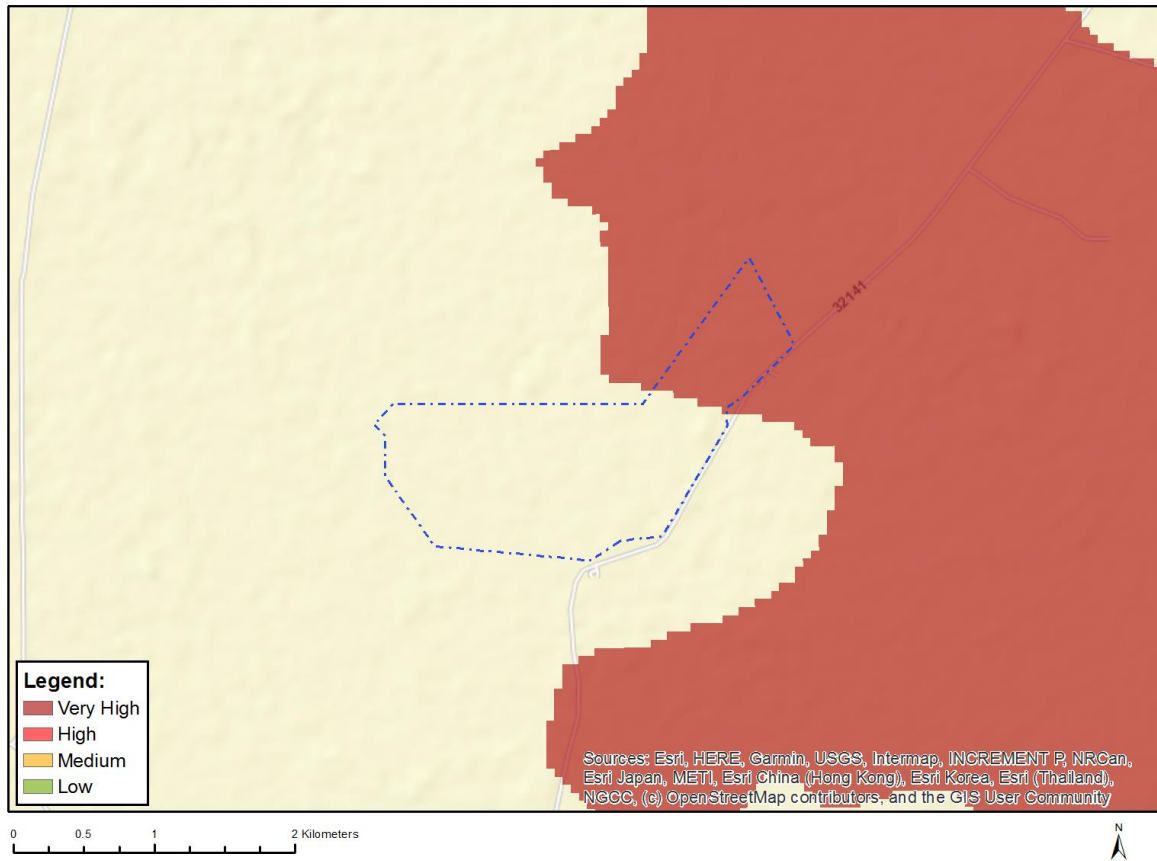 32141
Legend:
Very High
High
Medium
Low
Sources: Esri, HERE, Garmin, USGS, Intermap, INCREMENT P, NRCan,
Esri Japan, METI, Esri China (Hong Kong), Esri Korea, Esri (Thailand),
NGCC, (c) OpenStreetMap contributors, and the GIS User Community
0 0.5 1 2 Kilometers
N